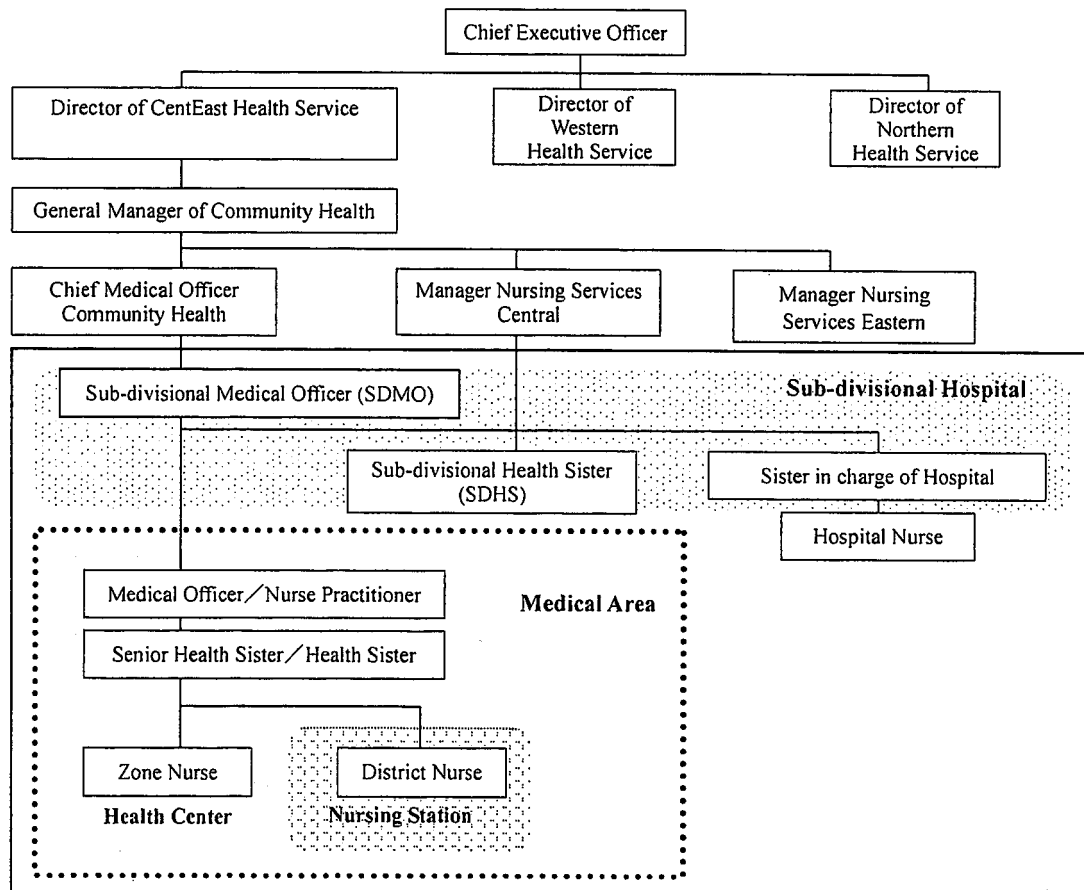 Chief Executive Officer
Director of CentEast Health Service
Director of
Western
Health Service
Director of
Northern
Health Service
General Manager of Community Health
Chief Medical Officer
Community Health
Manager Nursing Services
Central
Manager Nursing
Services Eastern
Sub-divisional Medical Officer (SDMO)
Sub-divisional Hospital
Sub-divisional Health Sister
(SDHS)
Sister in charge of Hospital
Hospital Nurse
Medical Officer／Nurse Practitioner
Medical Area
Senior Health Sister／Health Sister
Zone Nurse
District Nurse
Health Center
Nursing Station